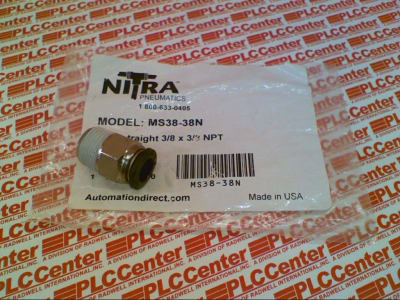 NITRA
PNEUMATICS
1-800-633-0405
MODEL: MS38-38N
raight 3/8 x 3/8 NPT
MS38-38N
Automationdirect.com
Made in USA
PLCCenter
A DIVISION OF RADWELL INTERNATIONAL, INC.